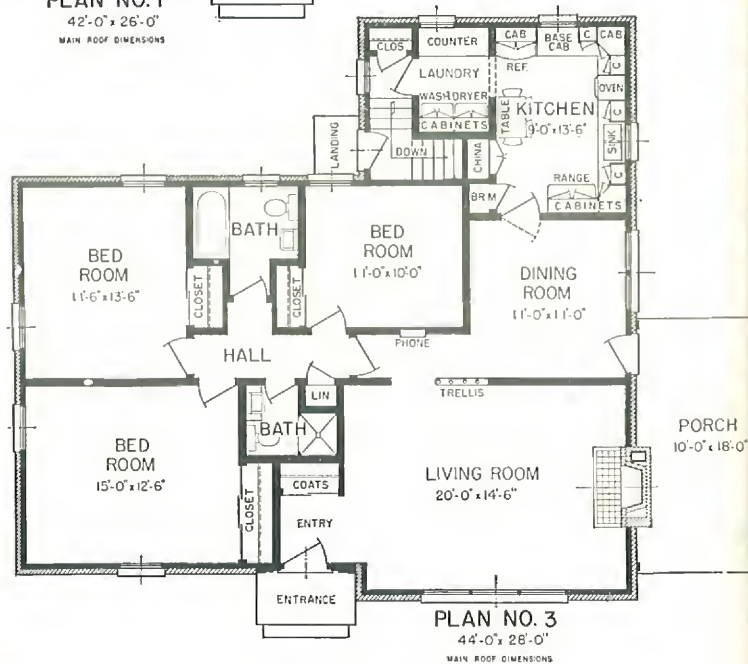 PLAN NO. 1
42'-0" x 26'-0"
MAIN ROOF DIMENSIONS
CLOS
COUNTER
CAB
BASE
CAB
C
CAB
LAUNDRY
REF.
C
WASH DRYER
OVEN
CABINETS
TABLE
KITCHEN
9'-0" x 13'-6"
C
SINK
LANDING
DOWN
CHINA
RANGE
C
BRM
CABINETS
BED
ROOM
11'-6" x 13'-6"
BATH
BED
ROOM
11'-0" x 10'-0"
DINING
ROOM
11'-0" x 11'-0"
CLOSET
CLOSET
PHONE
HALL
LIN
TRELLIS
BATH
PORCH
10'-0" x 18'-0"
BED
ROOM
15'-0" x 12'-6"
LIVING ROOM
20'-0" x 14'-6"
CLOSET
COATS
ENTRY
ENTRANCE
PLAN NO. 3
44'-0" x 28'-0"
MAIN ROOF DIMENSIONS